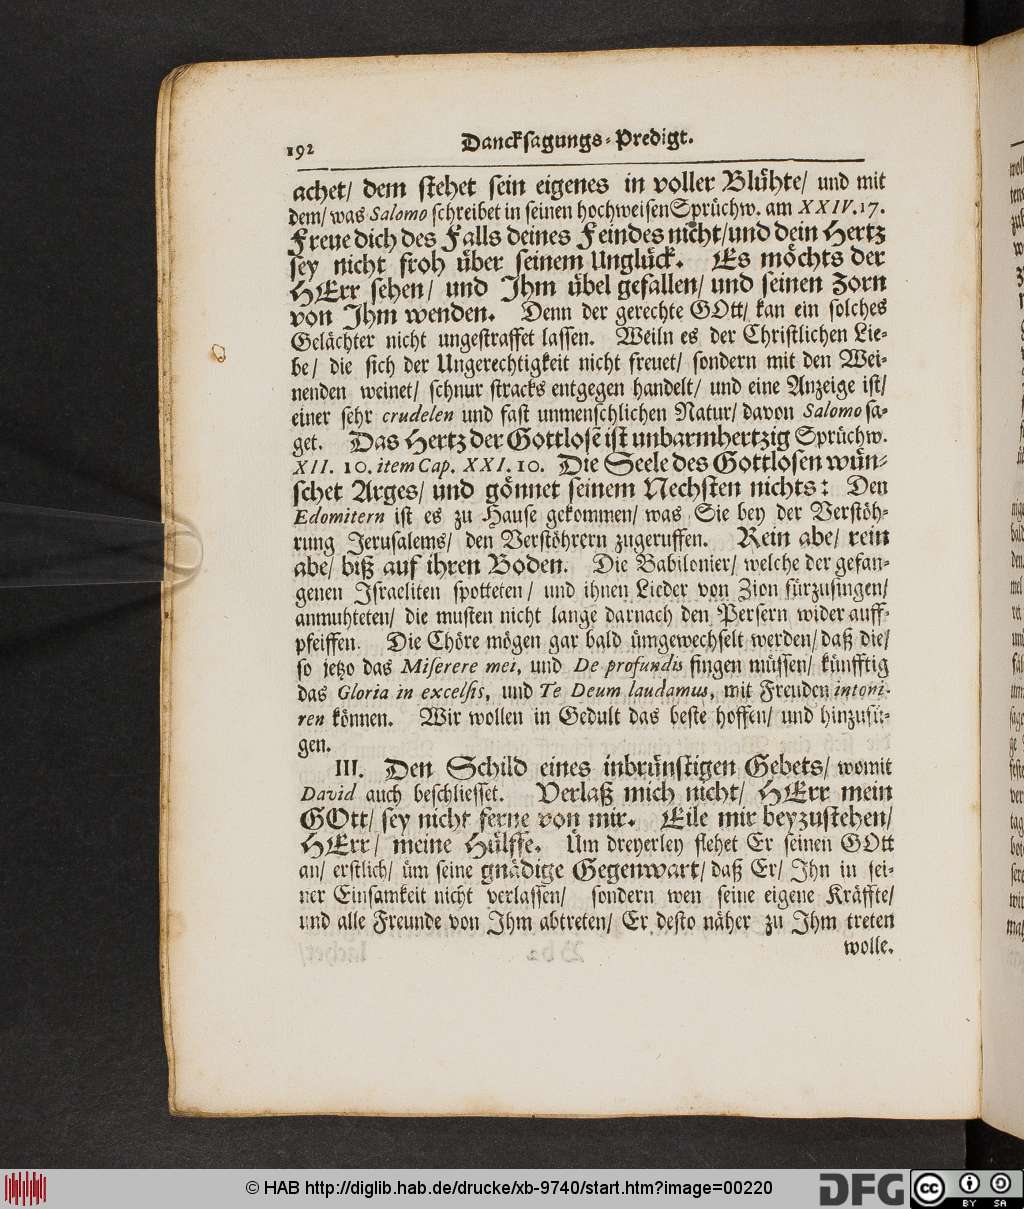 192
Danckſagungs-Predigt.
achet/ dem ſtehet ſein eigenes in voller Blühte/ und mit
dem/ was Salomo ſchreibet in ſeinen hochweiſen Sprüchw. am XXIV. 17.
Freue dich des Falls deines Feindes nicht/ und dein Hertz
ſey nicht froh über ſeinem Unglück. Es möchts der
HErr ſehen/ und Ihm übel gefallen/ und ſeinen Zorn
von Ihm wenden. Denn der gerechte GOtt/ kan ein ſolches
Gelächter nicht ungeſtraffet laſſen. Weiln es der Chriſtlichen Lie-
be/ die ſich der Ungerechtigkeit nicht freuet/ ſondern mit den Wei-
nenden weinet/ ſchnur ſtracks entgegen handelt/ und eine Anzeige iſt/
einer ſehr crudelen und faſt unmenſchlichen Natur/ davon Salomo ſa-
get. Das Hertz der Gottloſẽ iſt unbarmhertzig Sprüchw.
XII. 10. item Cap. XXI. 10. Die Seele des Gottloſen wün-
ſchet Arges/ und gönnet ſeinem Nechſten nichts: Den
Edomitern iſt es zu Hauſe gekommen/ was Sie bey der Verſtöh-
rung Jeruſalems/ den Verſtöhrern zugeruffen. Rein abe/ rein
abe/ biß auf ihren Boden. Die Babilonier/ welche der gefan-
genen Iſraeliten ſpotteten/ und ihnen Lieder von Zion fürzuſingen/
anmuhteten/ die muſten nicht lange darnach den Perſern wider auff-
pfeiffen. Die Chöre mögen gar bald ümgewechſelt werden/ daß die/
ſo jetzo das Miſerere mei, und De profundis ſingen müſſen/ künfftig
das Gloria in excelſis, und Te Deum laudamus, mit Freuden intoni-
ren können. Wir wollen in Gedult das beſte hoffen/ und hinzufü-
gen.
III. Den Schild eines inbrünſtigen Gebets/ womit
David auch beſchlieſſet. Verlaß mich nicht/ HErr mein
GOtt/ ſey nicht ferne von mir. Eile mir beyzuſtehen/
HErr/ meine Hülffe. Üm dreyerley flehet Er ſeinen GOtt
an/ erſtlich/ üm ſeine gnädige Gegenwart/ daß Er/ Ihn in ſei-
ner Einſamkeit nicht verlaſſen/ ſondern wen ſeine eigene Kräffte/
und alle Freunde von Ihm abtreten/ Er deſto näher zu Ihm treten
wolle.
© HAB http://diglib.hab.de/drucke/xb-9740/start.htm?image=00220
DFG
cc
BY
SA